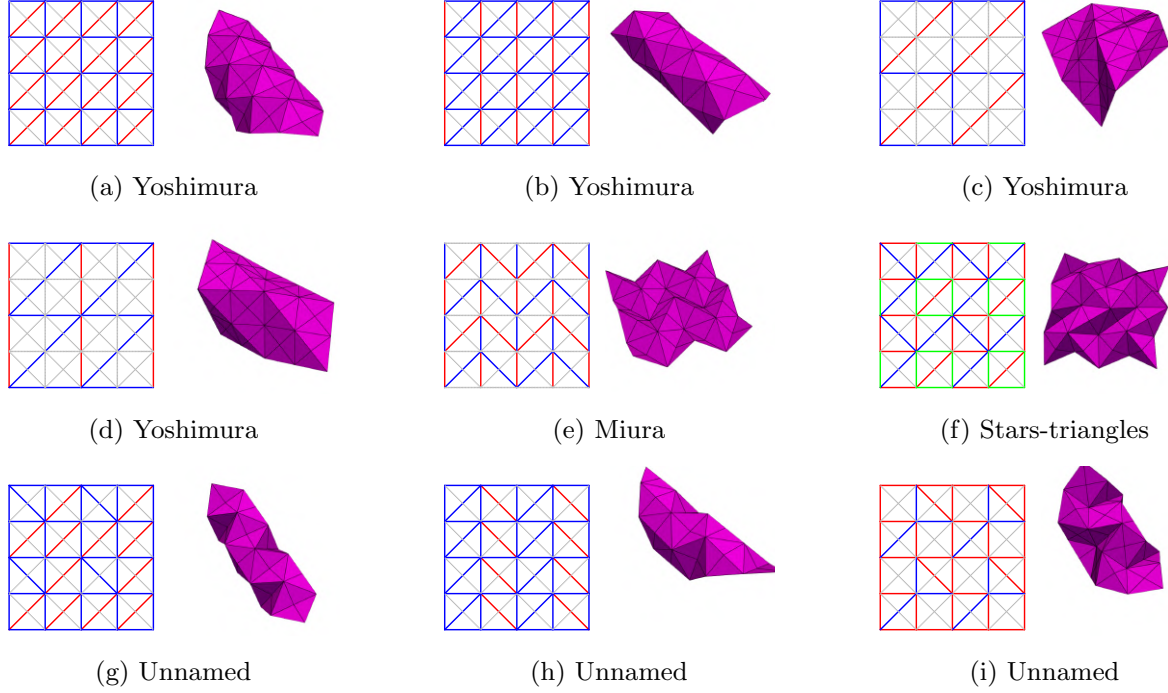 (a) Yoshimura
(b) Yoshimura
(c) Yoshimura
(d) Yoshimura
(e) Miura
(f) Stars-triangles
(g) Unnamed
(h) Unnamed
(i) Unnamed